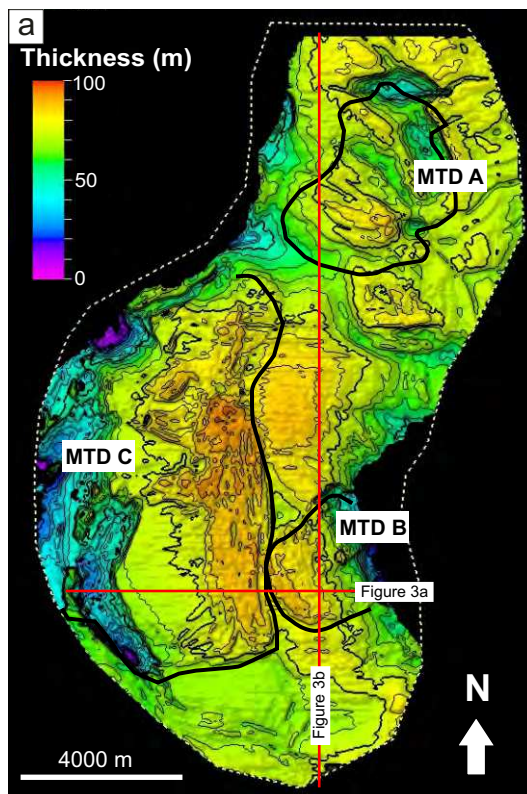 a
Thickness (m)
100
50
0
MTD A
MTD C
MTD B
Figure 3a
Figure 3b
N
4000 m